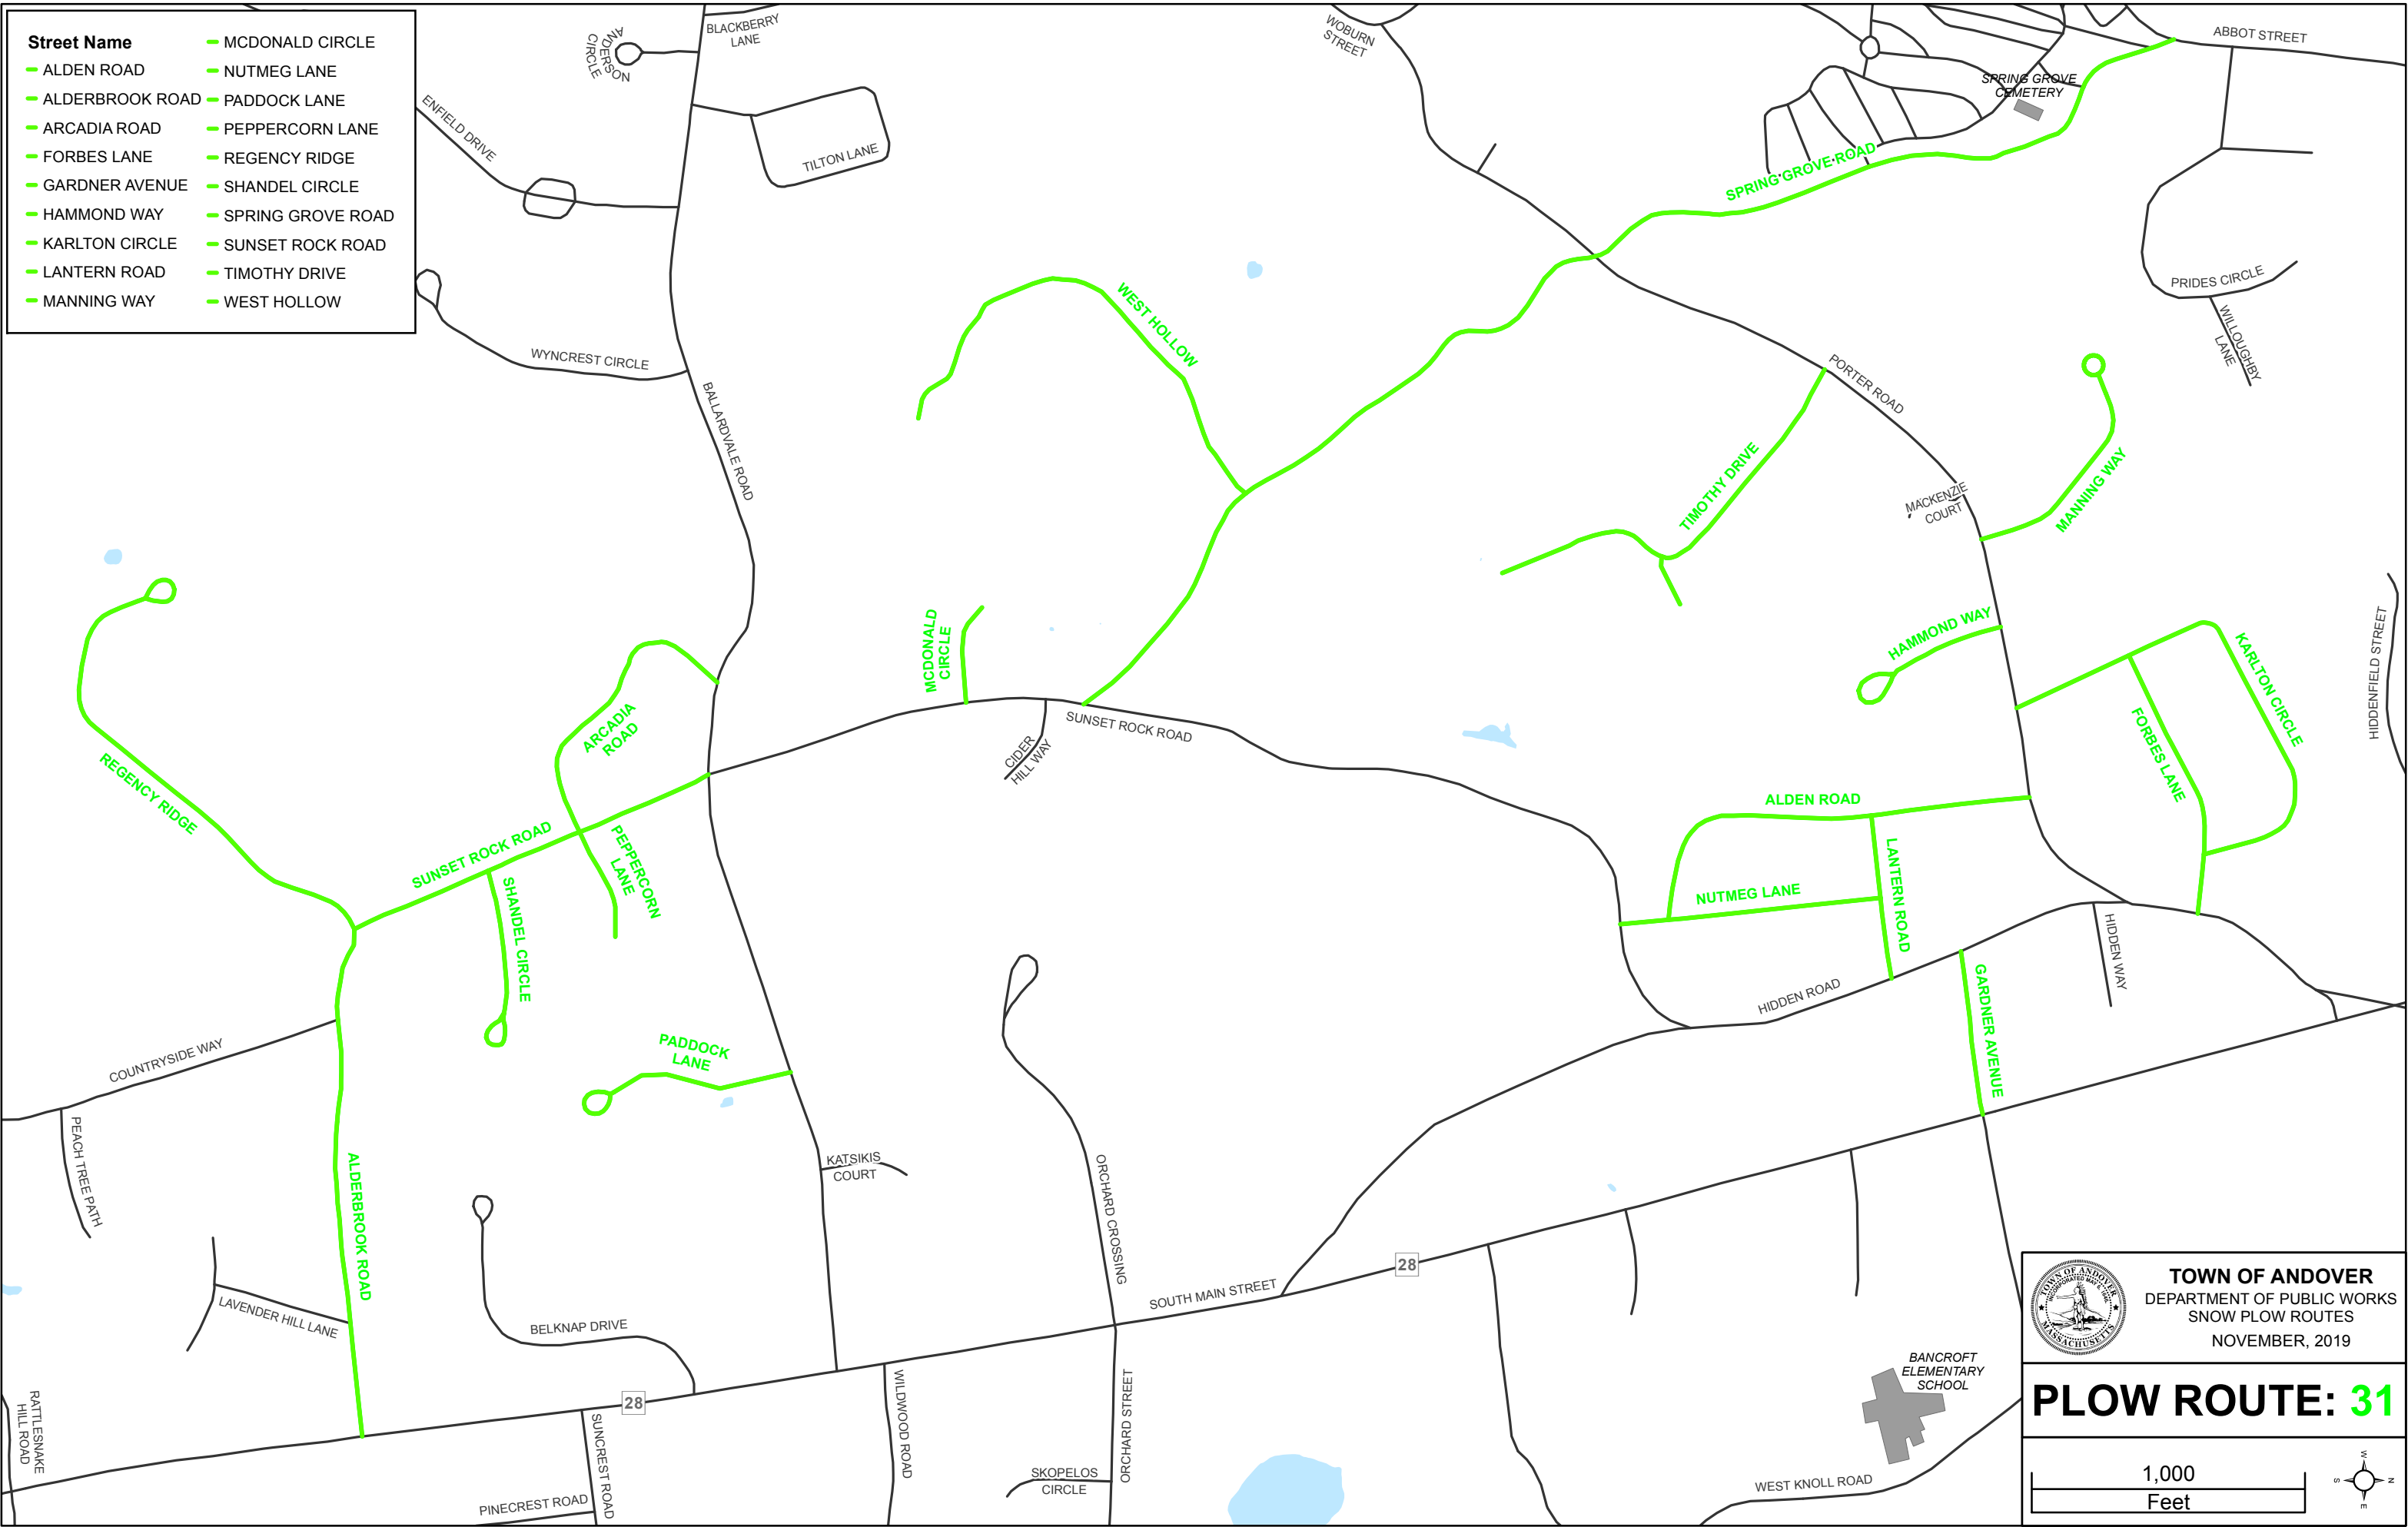 Street Name
ALDEN ROAD
ALDERBROOK ROAD
ARCADIA ROAD
FORBES LANE
GARDNER AVENUE
HAMMOND WAY
KARLTON CIRCLE
LANTERN ROAD
MANNING WAY
MCDONALD CIRCLE
NUTMEG LANE
PADDOCK LANE
PEPPERCORN LANE
REGENCY RIDGE
SHANDEL CIRCLE
SPRING GROVE ROAD
SUNSET ROCK ROAD
TIMOTHY DRIVE
WEST HOLLOW
ANDERSON
CIRCLE
BLACKBERRY
LANE
WOBURN
STREET
ABBOT STREET
SPRING GROVE
CEMETERY
ENFIELD DRIVE
TILTON LANE
SPRING GROVE ROAD
PRIDES CIRCLE
WILLOUGHBY
LANE
WEST HOLLOW
WYNCREST CIRCLE
BALLARDVALE ROAD
PORTER ROAD
TIMOTHY DRIVE
MACKENZIE
COURT
MANNING WAY
MCDONALD
CIRCLE
HAMMOND WAY
KARLTON CIRCLE
HIDDENFIELD STREET
ARCADIA
ROAD
SUNSET ROCK ROAD
CIDER
HILL WAY
FORBES LANE
REGENCY RIDGE
ALDEN ROAD
SUNSET ROCK ROAD
PEPPERCORN
LANE
LANTERN ROAD
NUTMEG LANE
SHANDEL CIRCLE
HIDDEN WAY
HIDDEN ROAD
GARDNER AVENUE
COUNTRYSIDE WAY
PADDOCK
LANE
PEACH TREE PATH
KATSIKIS
COURT
ORCHARD CROSSING
ALDERBROOK ROAD
28
SOUTH MAIN STREET
LAVENDER HILL LANE
BELKNAP DRIVE
28
RATTLESNAKE
HILL ROAD
SUNCREST ROAD
WILDWOOD ROAD
ORCHARD STREET
SKOPELOS
CIRCLE
PINECREST ROAD
BANCROFT
ELEMENTARY
SCHOOL
WEST KNOLL ROAD
TOWN OF ANDOVER
MASSACHUSETTS
TOWN OF ANDOVER
DEPARTMENT OF PUBLIC WORKS
SNOW PLOW ROUTES
NOVEMBER, 2019
PLOW ROUTE: 31
1,000
Feet
W
S
N
E